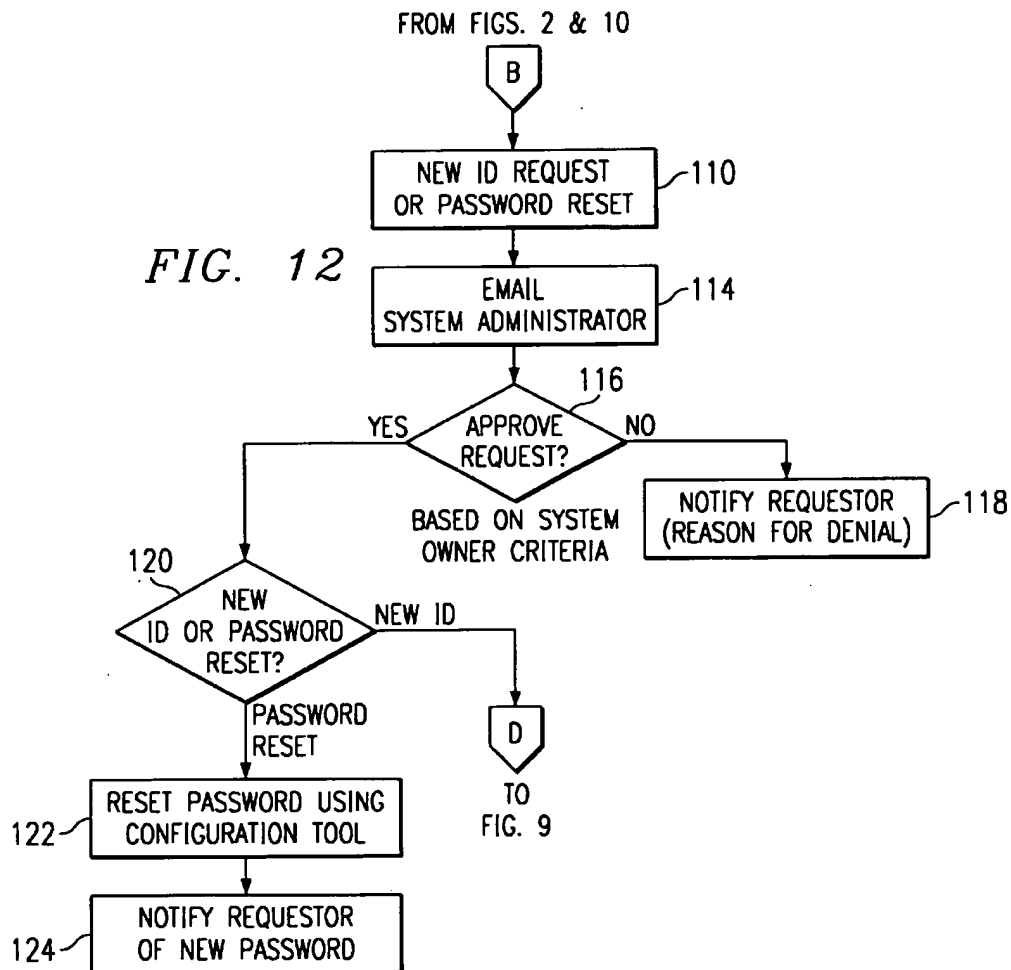 FROM FIGS. 2 & 10
B
NEW ID REQUEST
OR PASSWORD RESET
110
FIG. 12
EMAIL
SYSTEM ADMINISTRATOR
114
116
YES
APPROVE
REQUEST?
NO
BASED ON SYSTEM
OWNER CRITERIA
NOTIFY REQUESTOR
(REASON FOR DENIAL)
118
120
NEW
ID OR PASSWORD
RESET?
NEW ID
PASSWORD
RESET
D
TO
FIG. 9
RESET PASSWORD USING
CONFIGURATION TOOL
122
NOTIFY REQUESTOR
OF NEW PASSWORD
124